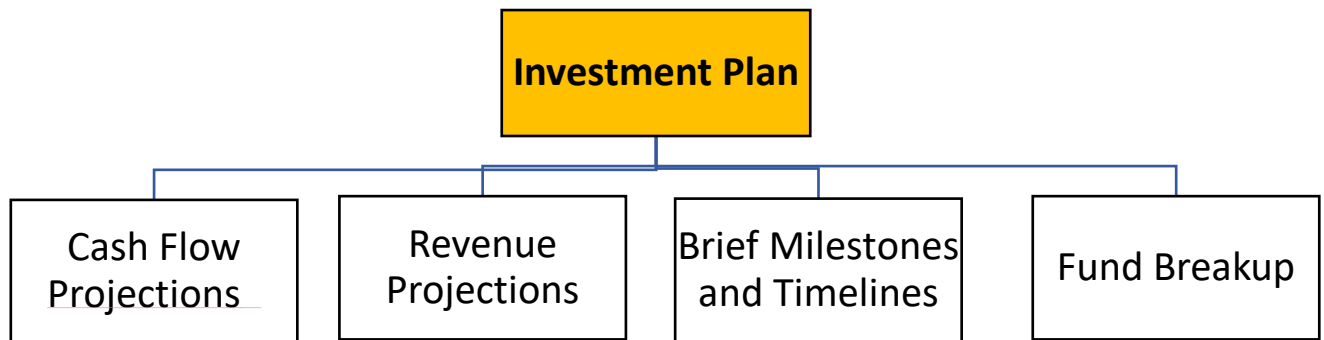 Investment Plan
Cash Flow
Projections
Revenue
Projections
Brief Milestones
and Timelines
Fund Breakup